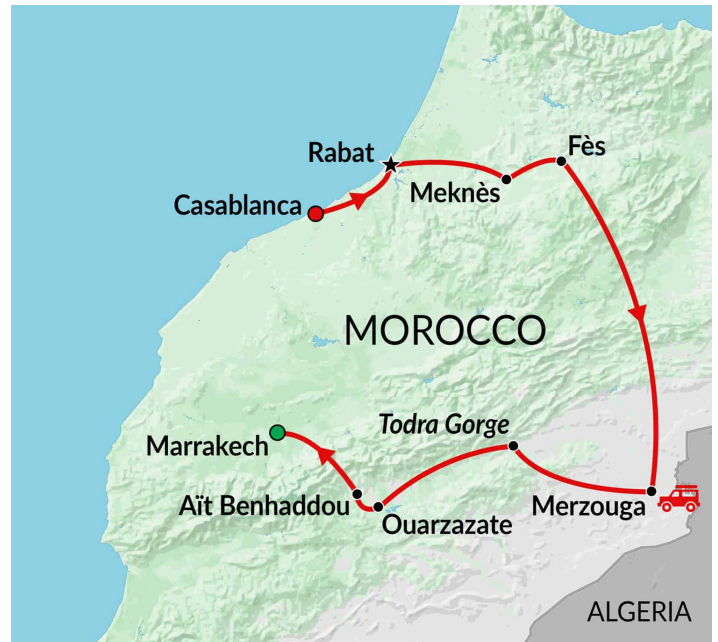 Rabat
Fès
Meknès
Casablanca
MOROCCO
Todra Gorge
Marrakech
Aït Benhaddou
Merzouga
Ouarzazate
ALGERIA